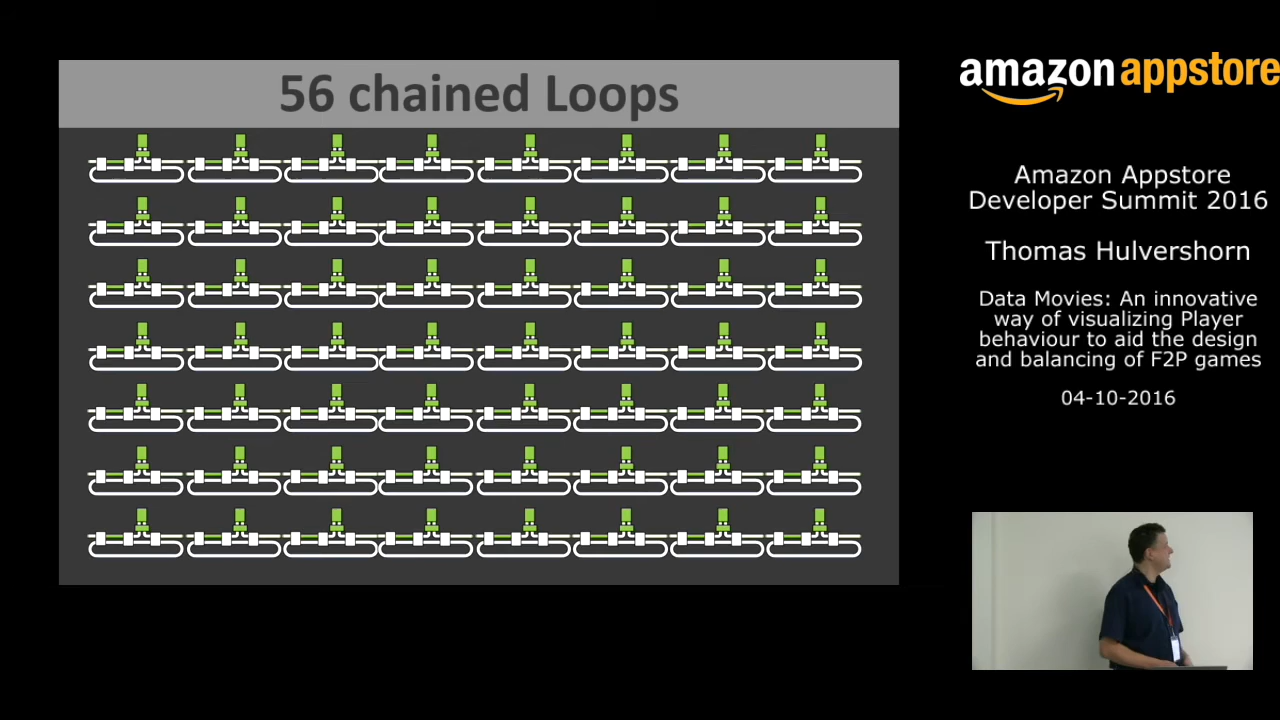 56 chained Loops
amazon appstore
Amazon Appstore
Developer Summit 2016
Thomas Hulvershorn
Data Movies: An innovative
way of visualizing Player
behaviour to aid the design
and balancing of F2P games
04-10-2016